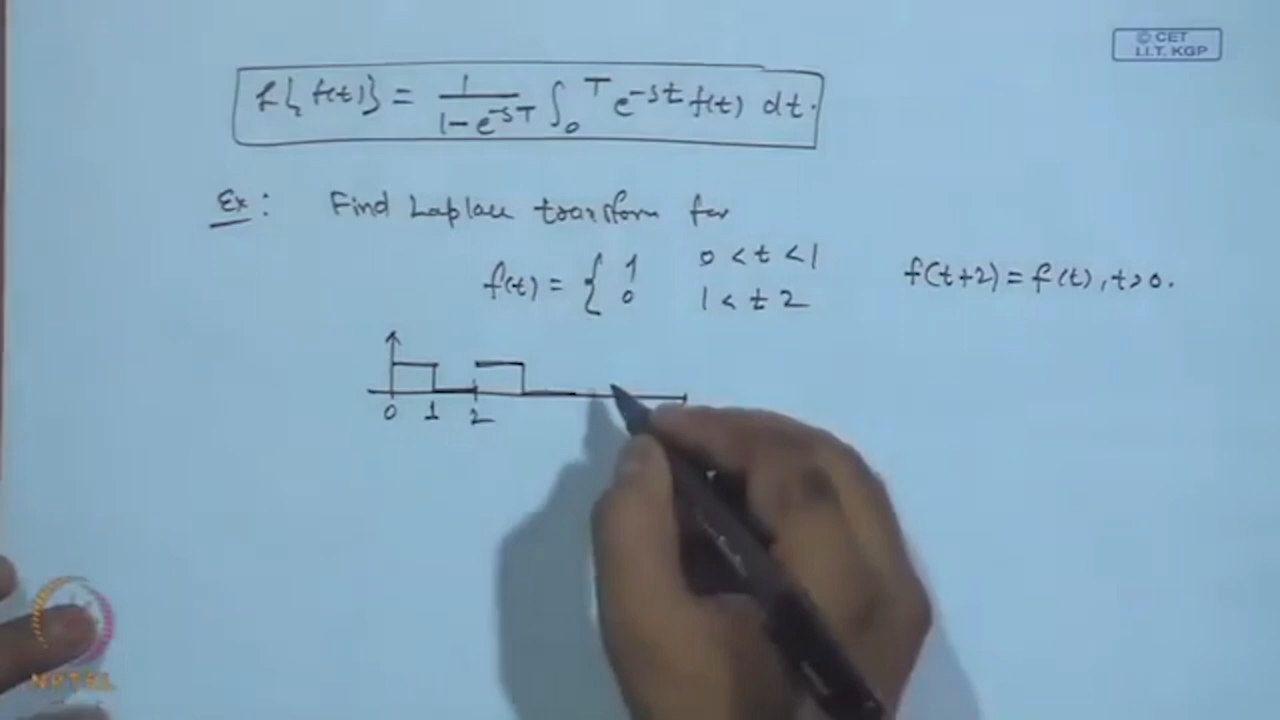 © CET
I.I.T. KGP
L{f(t)} = 1/(1-e^-sT) ∫_0^T e^-st f(t) dt.
Ex: Find Laplace transform for
f(t) = { 1 0 < t < 1
0 1 < t 2
f(t+2) = f(t), t>0.
0 1 2
NPTEL